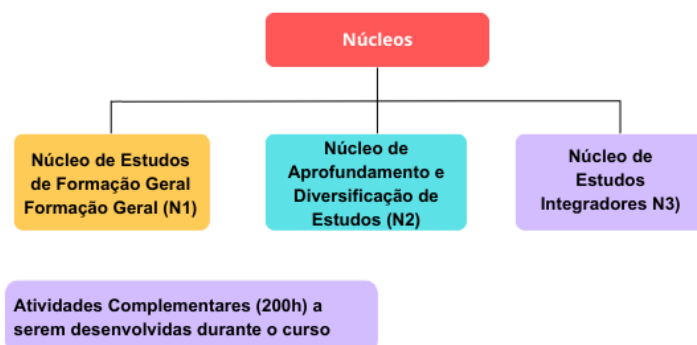 Núcleos
Núcleo de Estudos
de Formação Geral
Formação Geral (N1)
Núcleo de
Aprofundamento e
Diversificação de
Estudos (N2)
Núcleo de
Estudos
Integradores N3)
Atividades Complementares (200h) a
serem desenvolvidas durante o curso